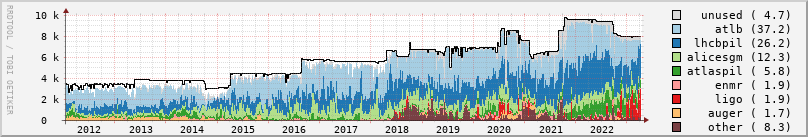 10 k
8 k
6 k
4 k
2 k
0
2012 2013 2014 2015 2016 2017 2018 2019 2020 2021 2022
unused ( 4.7)
atlb (37.2)
lhcbpil (26.2)
alicesgm (12.3)
atlaspil ( 5.8)
enmr ( 1.9)
ligo ( 1.9)
auger ( 1.7)
other ( 8.3)
RRDTOOL / TOBI OETIKER